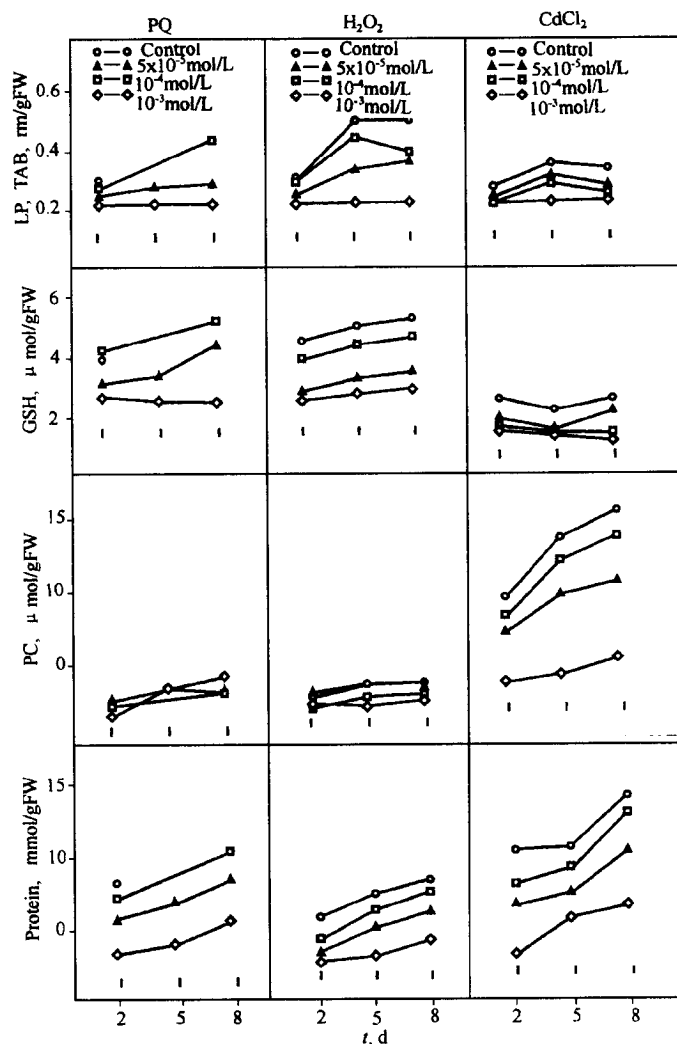 PQ
H₂O₂
CdCl₂
Control
5x10⁻⁵mol/L
10⁻⁴mol/L
10⁻³mol/L
Control
5x10⁻⁵mol/L
10⁻⁴mol/L
10⁻³mol/L
Control
5x10⁻⁵mol/L
10⁻⁴mol/L
10⁻³mol/L
LP, TAB, rm/gFW
0.6
0.4
0.2
GSH, μ mol/gFW
6
4
2
PC, μ mol/gFW
15
10
0
Protein, mmol/gFW
15
10
0
2 5 8 2 5 8 2 5 8
t, d